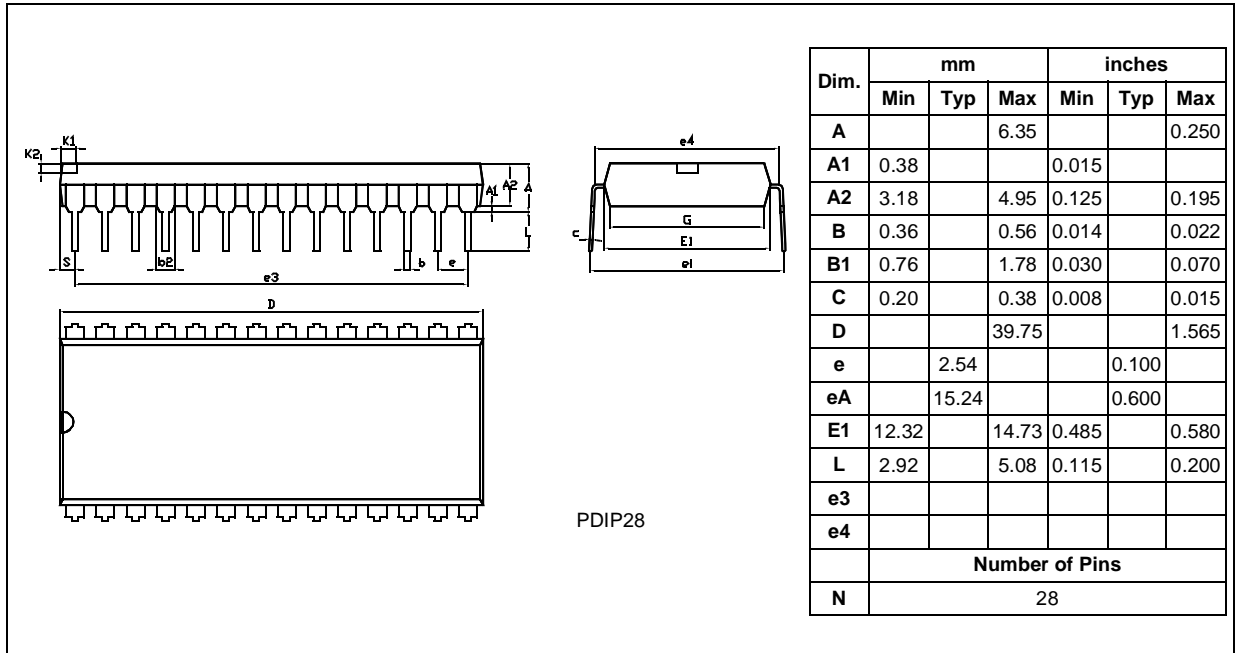 K1
K2
A1
A2
A
L
S
b2
b
e
e3
D
e4
G
c
E1
e1
PDIP28
Dim. mm inches
Min Typ Max Min Typ Max
A 6.35 0.250
A1 0.38 0.015
A2 3.18 4.95 0.125 0.195
B 0.36 0.56 0.014 0.022
B1 0.76 1.78 0.030 0.070
C 0.20 0.38 0.008 0.015
D 39.75 1.565
e 2.54 0.100
eA 15.24 0.600
E1 12.32 14.73 0.485 0.580
L 2.92 5.08 0.115 0.200
e3
e4
Number of Pins
N 28